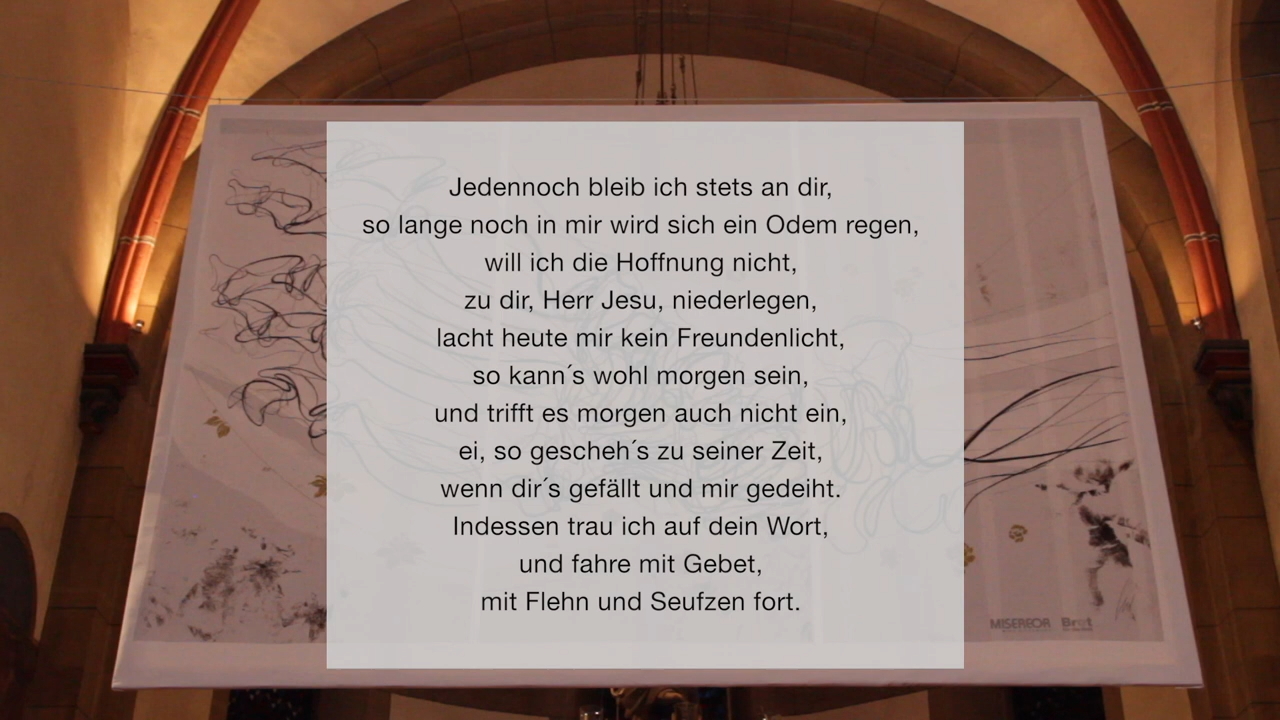 Jedennoch bleib ich stets an dir,
so lange noch in mir wird sich ein Odem regen,
will ich die Hoffnung nicht,
zu dir, Herr Jesu, niederlegen,
lacht heute mir kein Freundenlicht,
so kann´s wohl morgen sein,
und trifft es morgen auch nicht ein,
ei, so gescheh´s zu seiner Zeit,
wenn dir´s gefällt und mir gedeiht.
Indessen trau ich auf dein Wort,
und fahre mit Gebet,
mit Flehn und Seufzen fort.
MISEREOR Brot